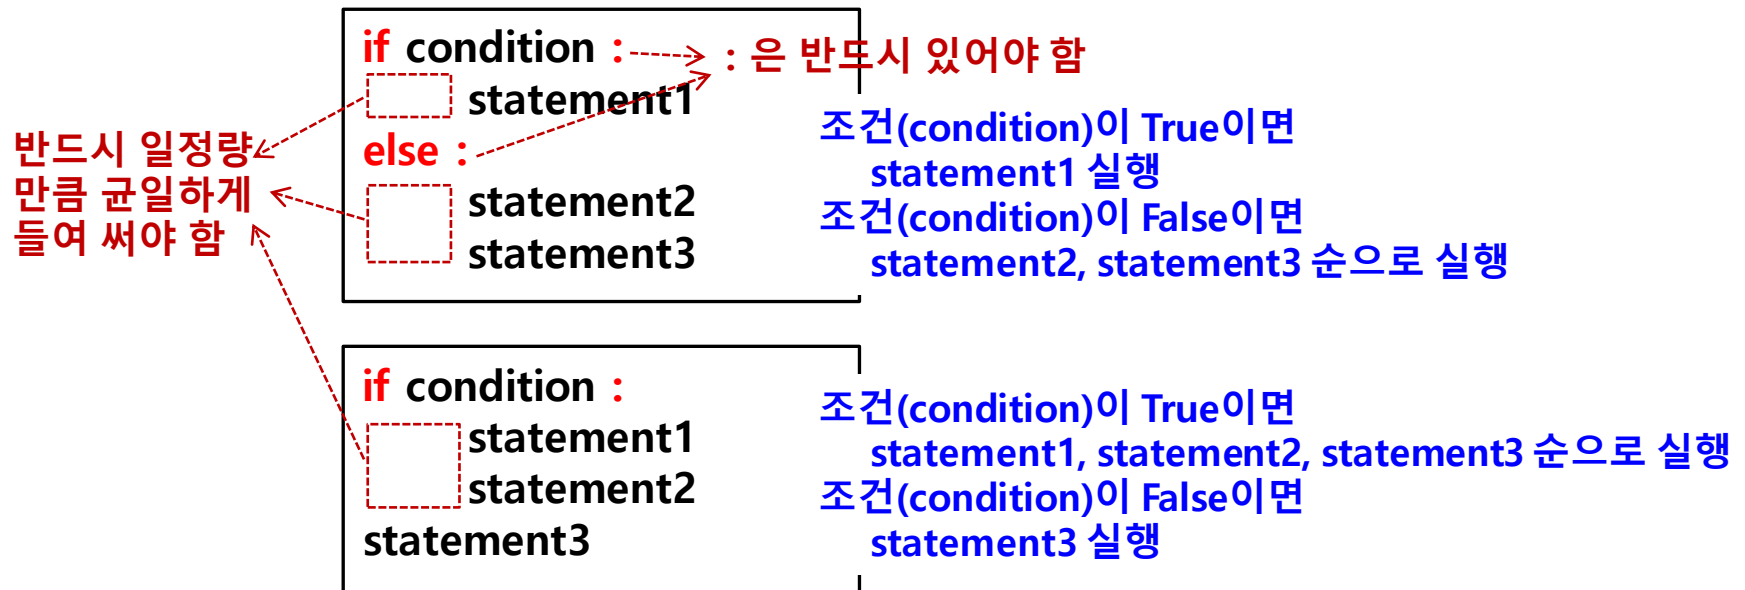 if condition :
: 은 반드시 있어야 함
statement1
else :
statement2
statement3
반드시 일정량
만큼 균일하게
들여 써야 함
조건(condition)이 True이면
statement1 실행
조건(condition)이 False이면
statement2, statement3 순으로 실행
if condition :
statement1
statement2
statement3
조건(condition)이 True이면
statement1, statement2, statement3 순으로 실행
조건(condition)이 False이면
statement3 실행